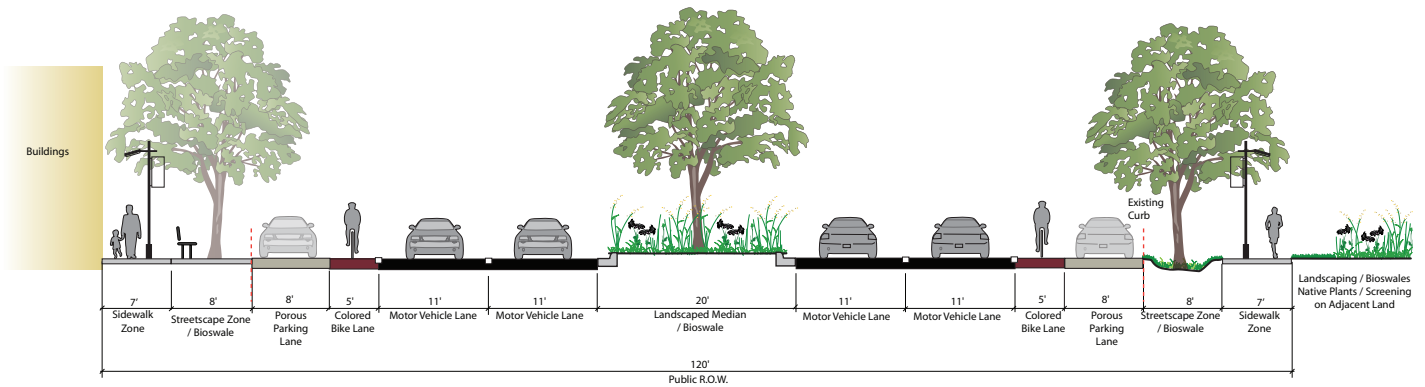 Buildings
Existing
Curb
7'
Sidewalk
Zone
8'
Streetscape Zone
/ Bioswale
8'
Porous
Parking
Lane
5'
Colored
Bike Lane
11'
Motor Vehicle Lane
11'
Motor Vehicle Lane
20'
Landscaped Median
/ Bioswale
11'
Motor Vehicle Lane
11'
Motor Vehicle Lane
5'
Colored
Bike Lane
8'
Porous
Parking
Lane
8'
Streetscape Zone
/ Bioswale
7'
Sidewalk
Zone
Landscaping / Bioswales
Native Plants / Screening
on Adjacent Land
120'
Public R.O.W.